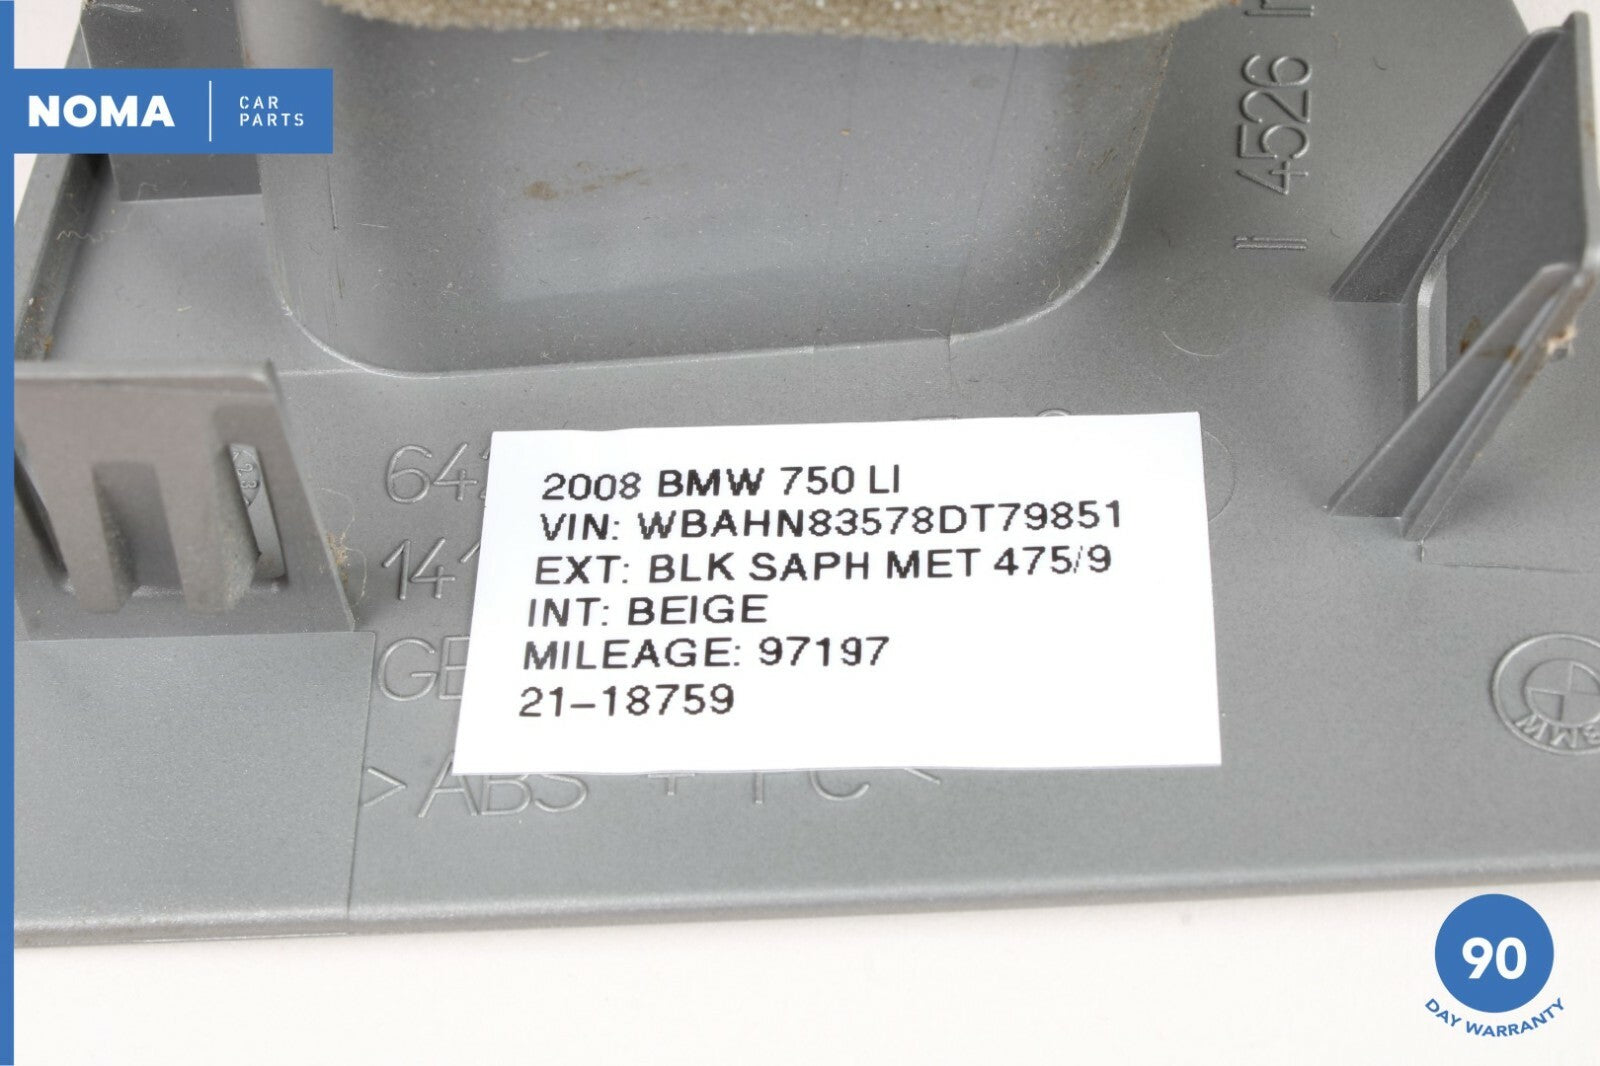 NOMA
CAR
PARTS
li 4526
2008 BMW 750 LI
VIN: WBAHN83578DT79851
EXT: BLK SAPH MET 475/9
INT: BEIGE
MILEAGE: 97197
21-18759
>ABS + PC<
BMW
90
DAY WARRANTY